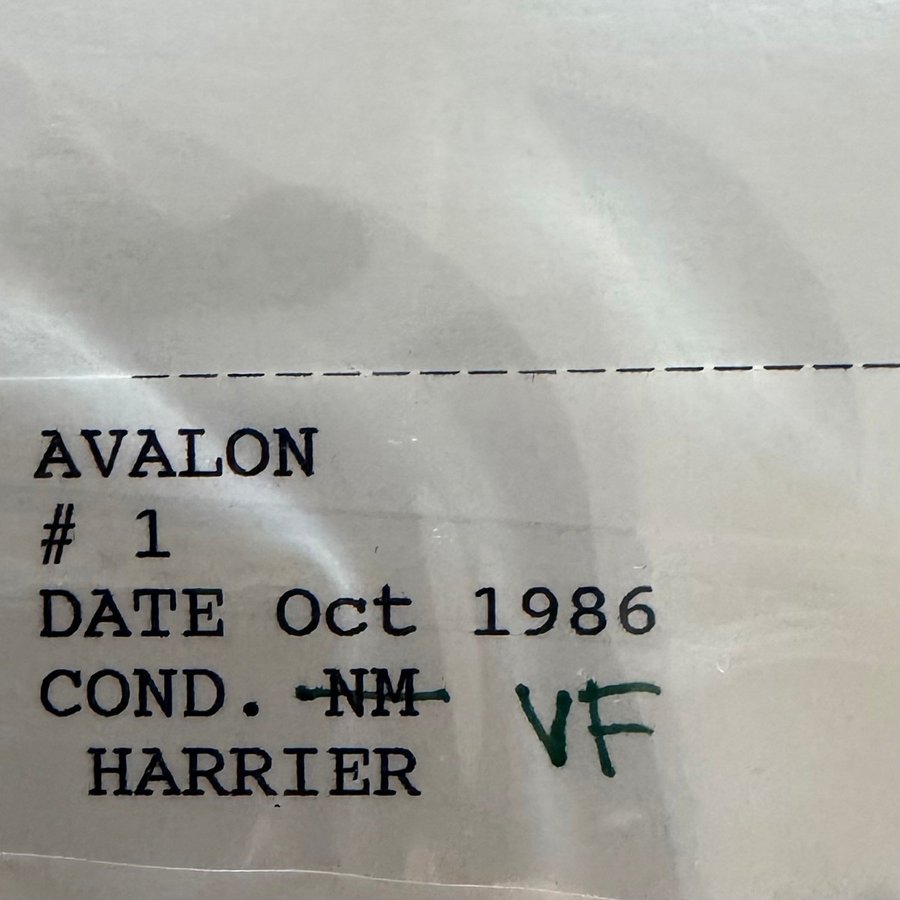 AVALON
# 1
DATE Oct 1986
COND. NM VF
HARRIER